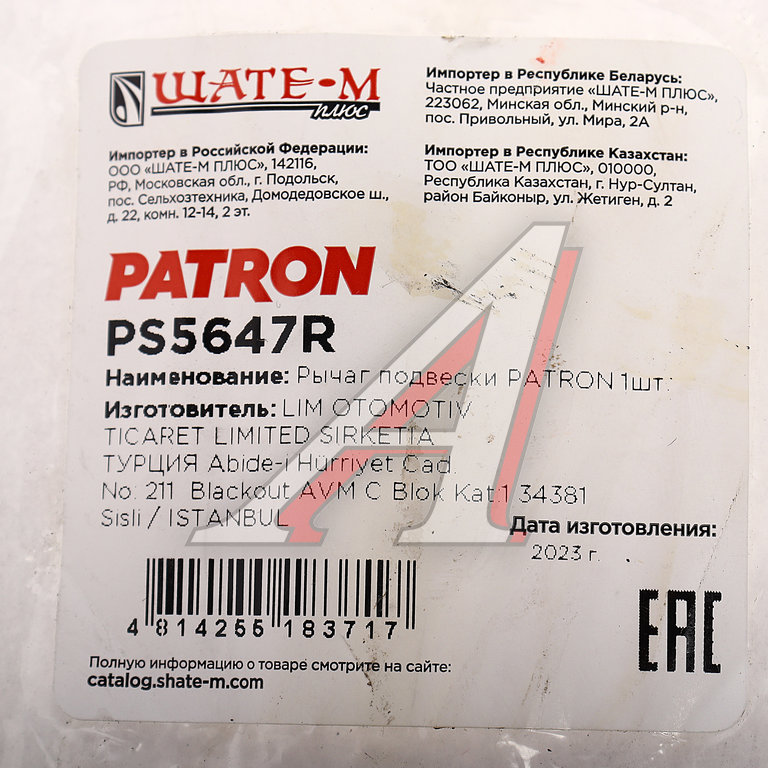 ШАТЕ-М
плюс
Импортер в Российской Федерации:
ООО «ШАТЕ-М ПЛЮС», 142116,
РФ, Московская обл., г. Подольск,
пос. Сельхозтехника, Домодедовское ш.,
д. 22, комн. 12-14, 2 эт.
Импортер в Республике Беларусь:
Частное предприятие «ШАТЕ-М ПЛЮС»,
223062, Минская обл., Минский р-н,
пос. Привольный, ул. Мира, 2А
Импортер в Республике Казахстан:
ТОО «ШАТЕ-М ПЛЮС», 010000,
Республика Казахстан, г. Нур-Султан,
район Байконыр, ул. Жетиген, д. 2
PATRON
PS5647R
Наименование: Рычаг подвески PATRON 1шт.
Изготовитель: LIM OTOMOTIV
TICARET LIMITED SIRKETIA
ТУРЦИЯ Abide-i Hürriyet Cad.
No: 211 Blackout AVM C Blok Kat:1 34381
Sisli / ISTANBUL
Дата изготовления:
2023 г.
4 814255 183717
EAC
Полную информацию о товаре смотрите на сайте:
catalog.shate-m.com